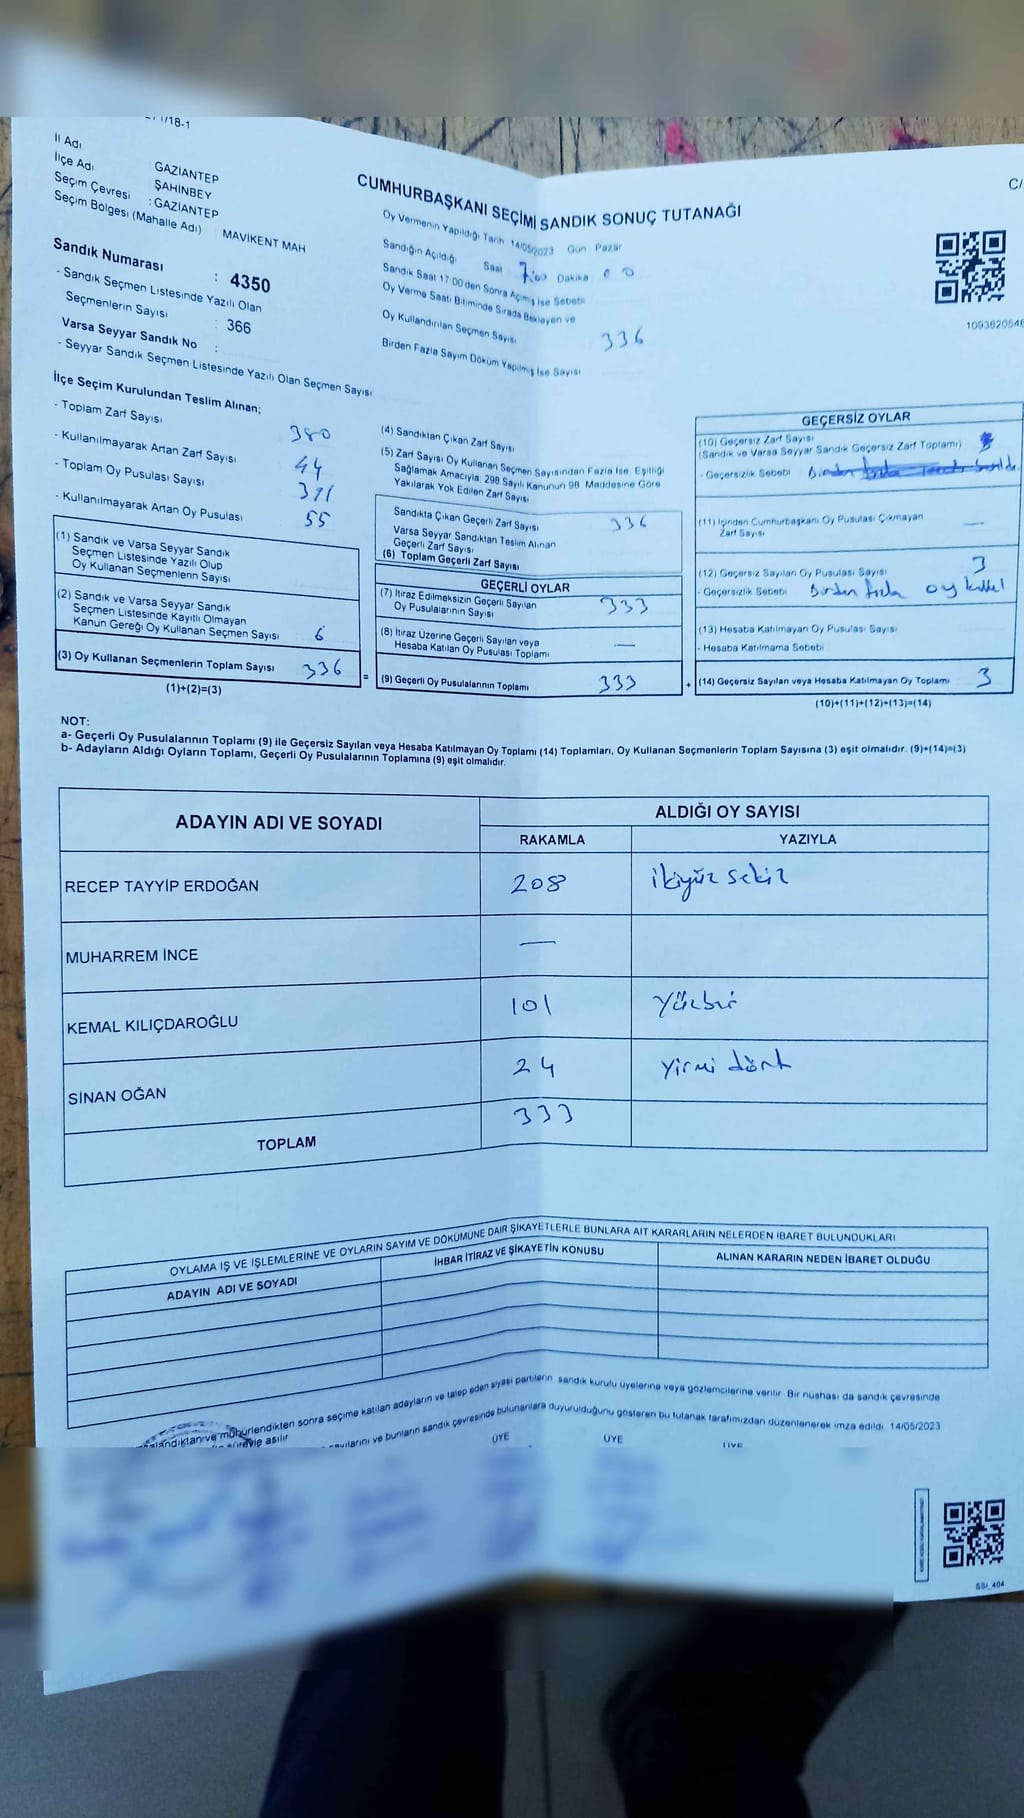 /18-1
İl Adı
GAZİANTEP
İlçe Adı
ŞAHİNBEY
Seçim Çevresi : GAZİANTEP
Seçim Bölgesi (Mahalle Adı) MAVİKENT MAH
Sandık Numarası : 4350
- Sandık Seçmen Listesinde Yazılı Olan
Seçmenlerin Sayısı : 366
Varsa Seyyar Sandık No :
- Seyyar Sandık Seçmen Listesinde Yazılı Olan Seçmen Sayısı
CUMHURBAŞKANI SEÇİMİ SANDIK SONUÇ TUTANAĞI
Oy Vermenin Yapıldığı Tarih 14/05/2023 Gün Pazar
Sandığın Açıldığı Saat Dakika
Sandık Saat 17:00'den Sonra Açılmış İse Sebebi
Oy Verme Saati Bitiminde Sırada Bekleyen ve
Oy Kullandırılan Seçmen Sayısı 336
Birden Fazla Sayım Döküm Yapılmış İse Sayısı
C/
İlçe Seçim Kurulundan Teslim Alınan;
- Toplam Zarf Sayısı 380
- Kullanılmayarak Artan Zarf Sayısı 44
- Toplam Oy Pusulası Sayısı 391
- Kullanılmayarak Artan Oy Pusulası 55
(1) Sandık ve Varsa Seyyar Sandık
Seçmen Listesinde Yazılı Olup
Oy Kullanan Seçmenlerin Sayısı
(2) Sandık ve Varsa Seyyar Sandık
Seçmen Listesinde Kayıtlı Olmayan
Kanun Gereği Oy Kullanan Seçmen Sayısı 6
(3) Oy Kullanan Seçmenlerin Toplam Sayısı 336
(1)+(2)=(3)
(4) Sandıktan Çıkan Zarf Sayısı
(5) Zarf Sayısı Oy Kullanan Seçmen Sayısından Fazla İse, Eşitliği
Sağlamak Amacıyla, 298 Sayılı Kanunun 98. Maddesine Göre
Yakılarak Yok Edilen Zarf Sayısı
Sandıkta Çıkan Geçerli Zarf Sayısı 336
Varsa Seyyar Sandıktan Teslim Alınan
Geçerli Zarf Sayısı
(6) Toplam Geçerli Zarf Sayısı
GEÇERLİ OYLAR
(7) İtiraz Edilmeksizin Geçerli Sayılan
Oy Pusulalarının Sayısı 333
(8) İtiraz Üzerine Geçerli Sayılan veya
Hesaba Katılan Oy Pusulası Toplamı —
= (9) Geçerli Oy Pusulalarının Toplamı 333
GEÇERSİZ OYLAR
(10) Geçersiz Zarf Sayısı
(Sandık ve Varsa Seyyar Sandık Geçersiz Zarf Toplamı)
- Geçersizlik Sebebi Birden fazla
(11) İçinden Cumhurbaşkanı Oy Pusulası Çıkmayan
Zarf Sayısı —
(12) Geçersiz Sayılan Oy Pusulası Sayısı 3
- Geçersizlik Sebebi Birden fazla oy
(13) Hesaba Katılmayan Oy Pusulası Sayısı
- Hesaba Katılmama Sebebi
+ (14) Geçersiz Sayılan veya Hesaba Katılmayan Oy Toplamı 3
(10)+(11)+(12)+(13)=(14)
NOT:
a- Geçerli Oy Pusulalarının Toplamı (9) ile Geçersiz Sayılan veya Hesaba Katılmayan Oy Toplamı (14) Toplamları, Oy Kullanan Seçmenlerin Toplam Sayısına (3) eşit olmalıdır. (9)+(14)=(3)
b- Adayların Aldığı Oyların Toplamı, Geçerli Oy Pusulalarının Toplamına (9) eşit olmalıdır.
ADAYIN ADI VE SOYADI
ALDIĞI OY SAYISI
RAKAMLA YAZIYLA
RECEP TAYYİP ERDOĞAN 208 ikiyüz sekiz
MUHARREM İNCE —
KEMAL KILIÇDAROĞLU 101 Yüzbir
SİNAN OĞAN 24 yirmi dört
TOPLAM 333
OYLAMA İŞ VE İŞLEMLERİNE VE OYLARIN SAYIM VE DÖKÜMÜNE DAİR ŞİKAYETLERLE BUNLARA AİT KARARLARIN NELERDEN İBARET BULUNDUKLARI
ADAYIN ADI VE SOYADI İHBAR İTİRAZ VE ŞİKAYETİN KONUSU ALINAN KARARIN NEDEN İBARET OLDUĞU
mühürlendikten sonra seçime katılan adayların ve talep eden siyasi partilerin sandık kurulu üyelerine veya gözlemcilerine verilir. Bir nüshası da sandık çevresinde
asılır.
ve bunların sandık çevresinde bulunanlara duyurulduğunu gösteren bu tutanak tarafımızdan düzenlenerek imza edildi. 14/05/2023
ÜYE ÜYE ÜYE
SSI_404